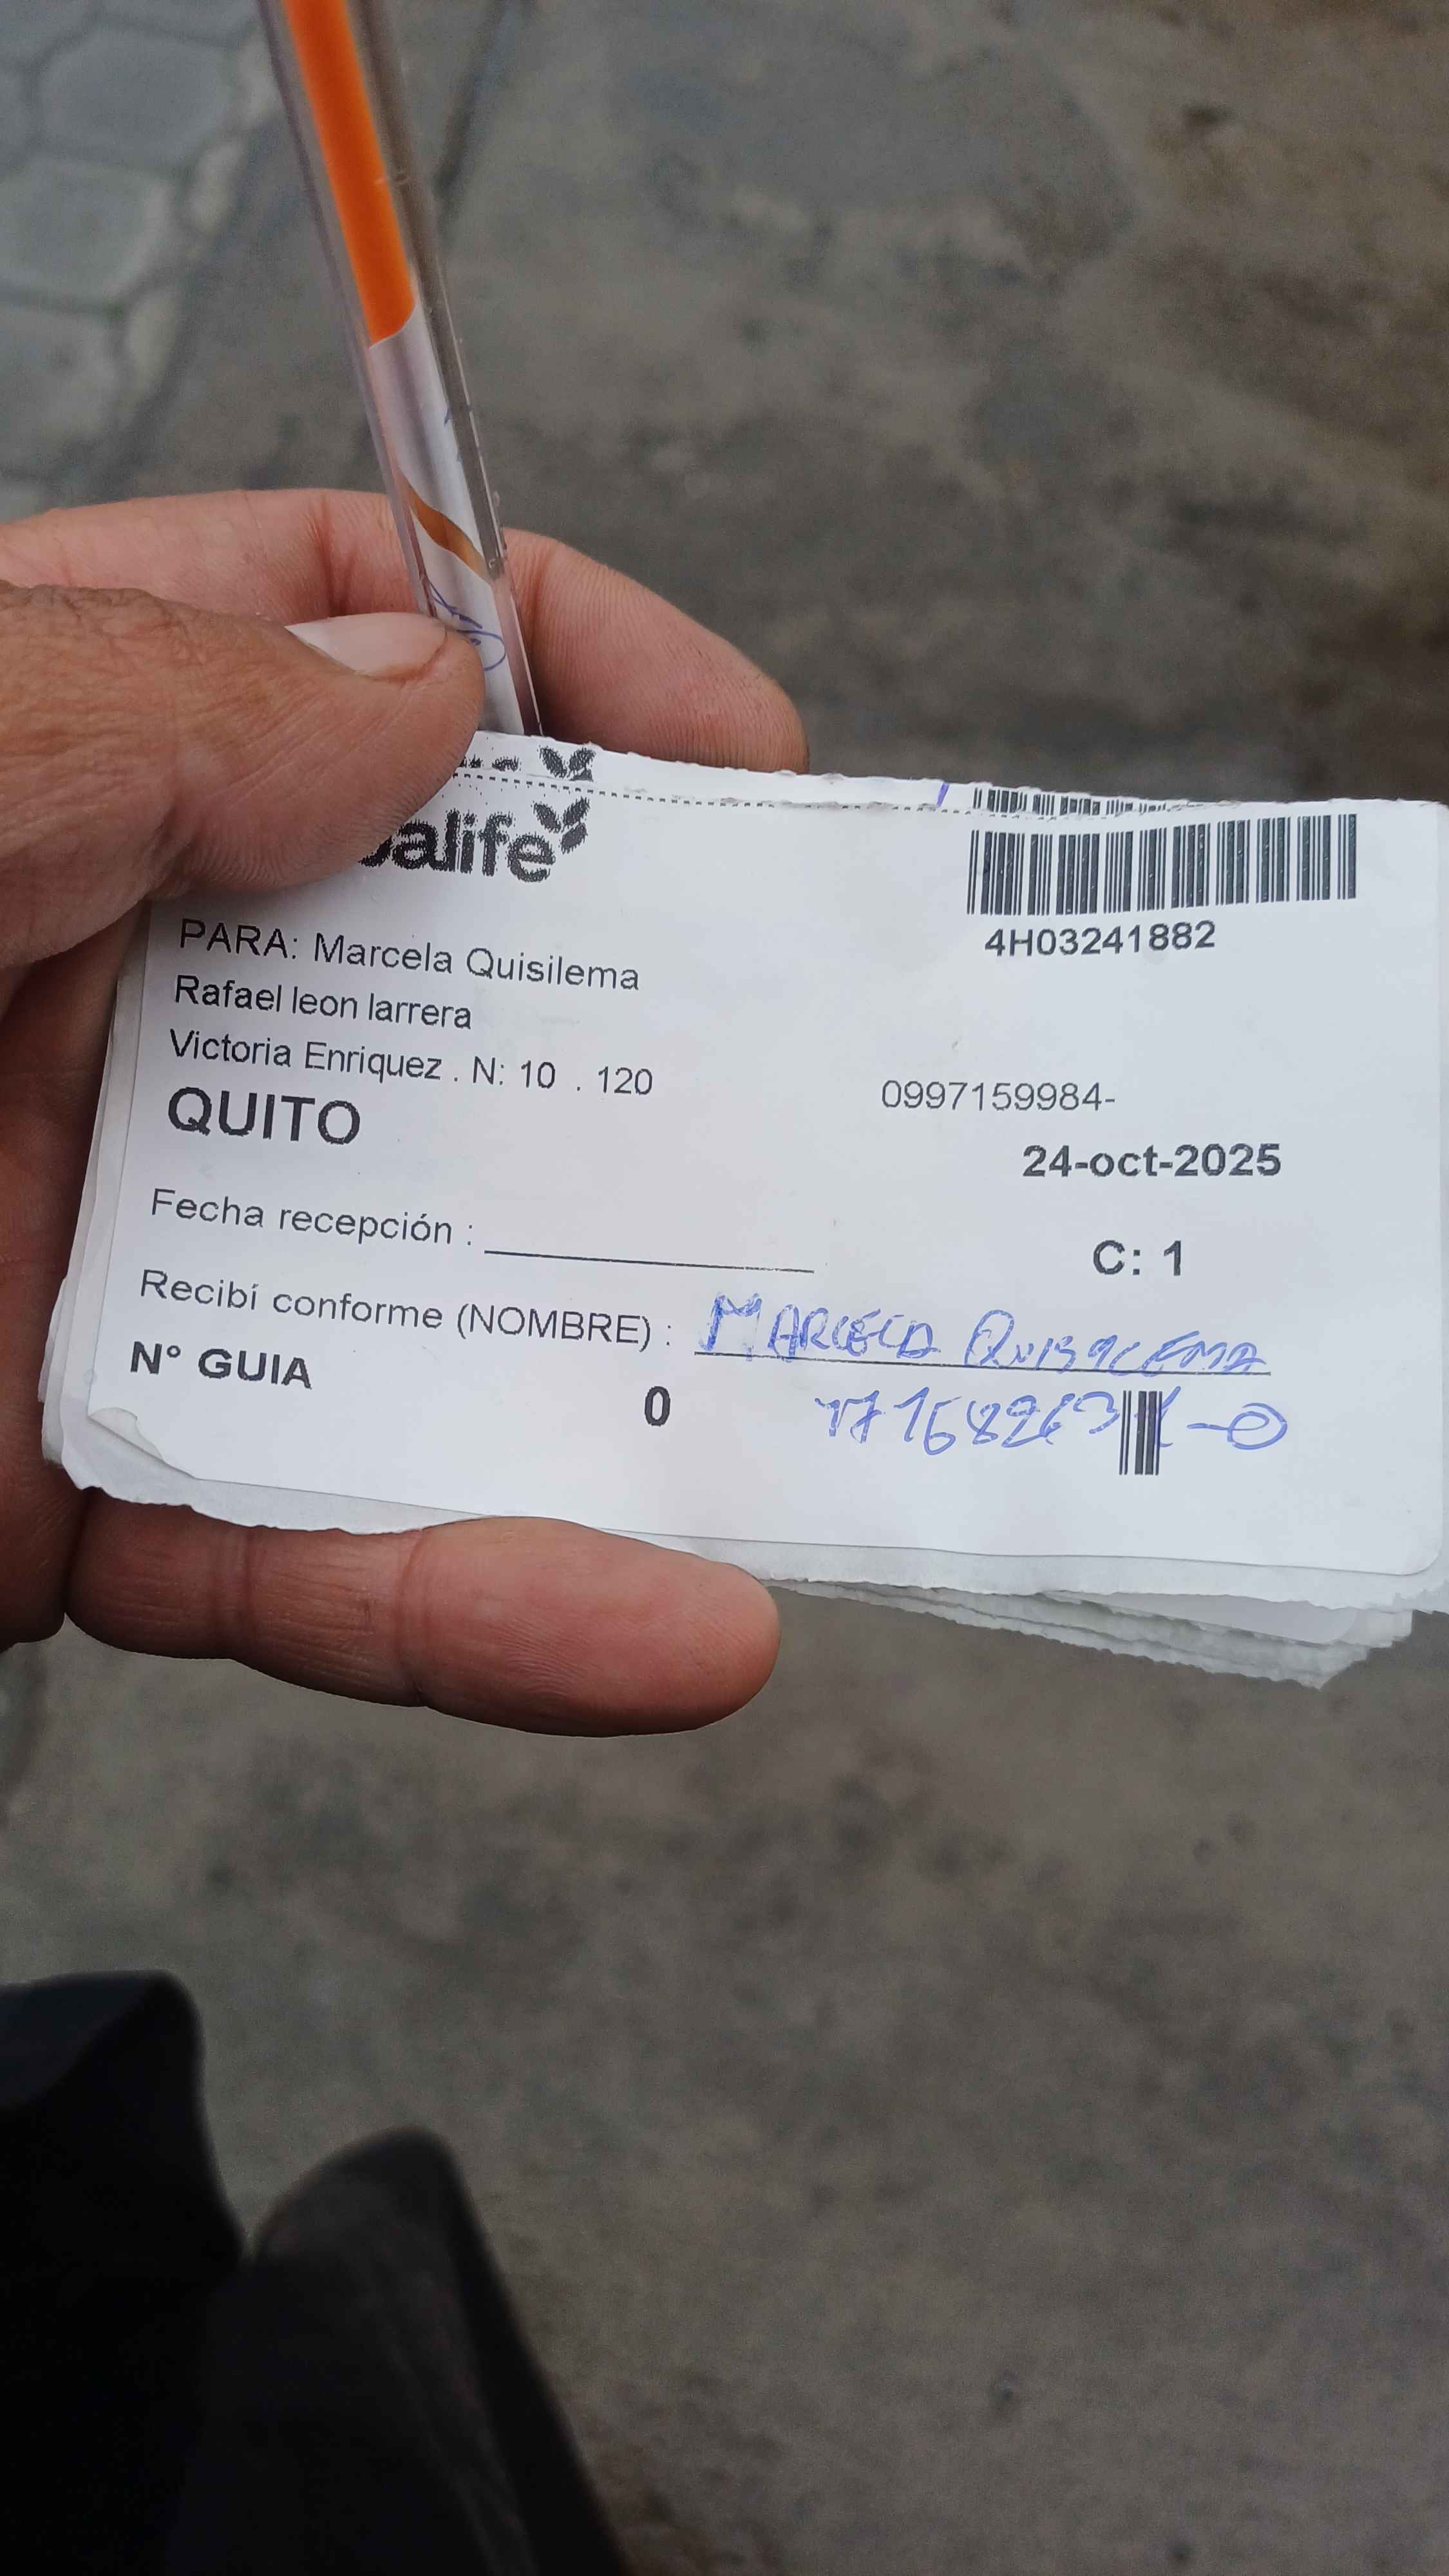 alife
4H03241882
PARA: Marcela Quisilema
Rafael leon larrera
Victoria Enriquez . N: 10 . 120
0997159984-
QUITO
24-oct-2025
Fecha recepción :
C: 1
Recibí conforme (NOMBRE) : MARCELA
N° GUIA
0